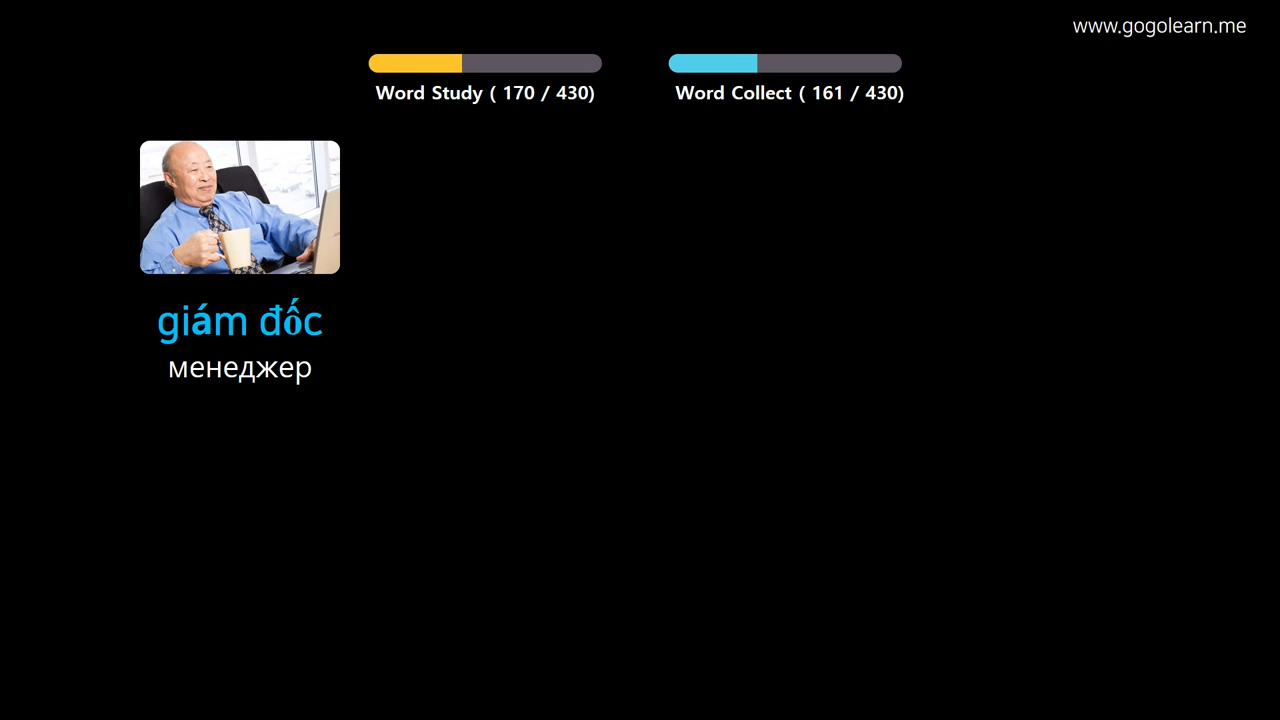 www.gogolearn.me
Word Study ( 170 / 430)
Word Collect ( 161 / 430)
giám đốc
менеджер